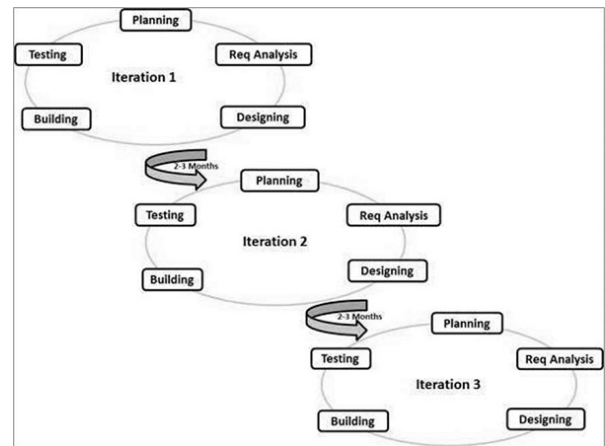 Planning
Testing
Req Analysis
Iteration 1
Building
Designing
2-3 Months
Planning
Testing
Req Analysis
Iteration 2
Building
Designing
2-3 Months
Planning
Testing
Req Analysis
Iteration 3
Building
Designing